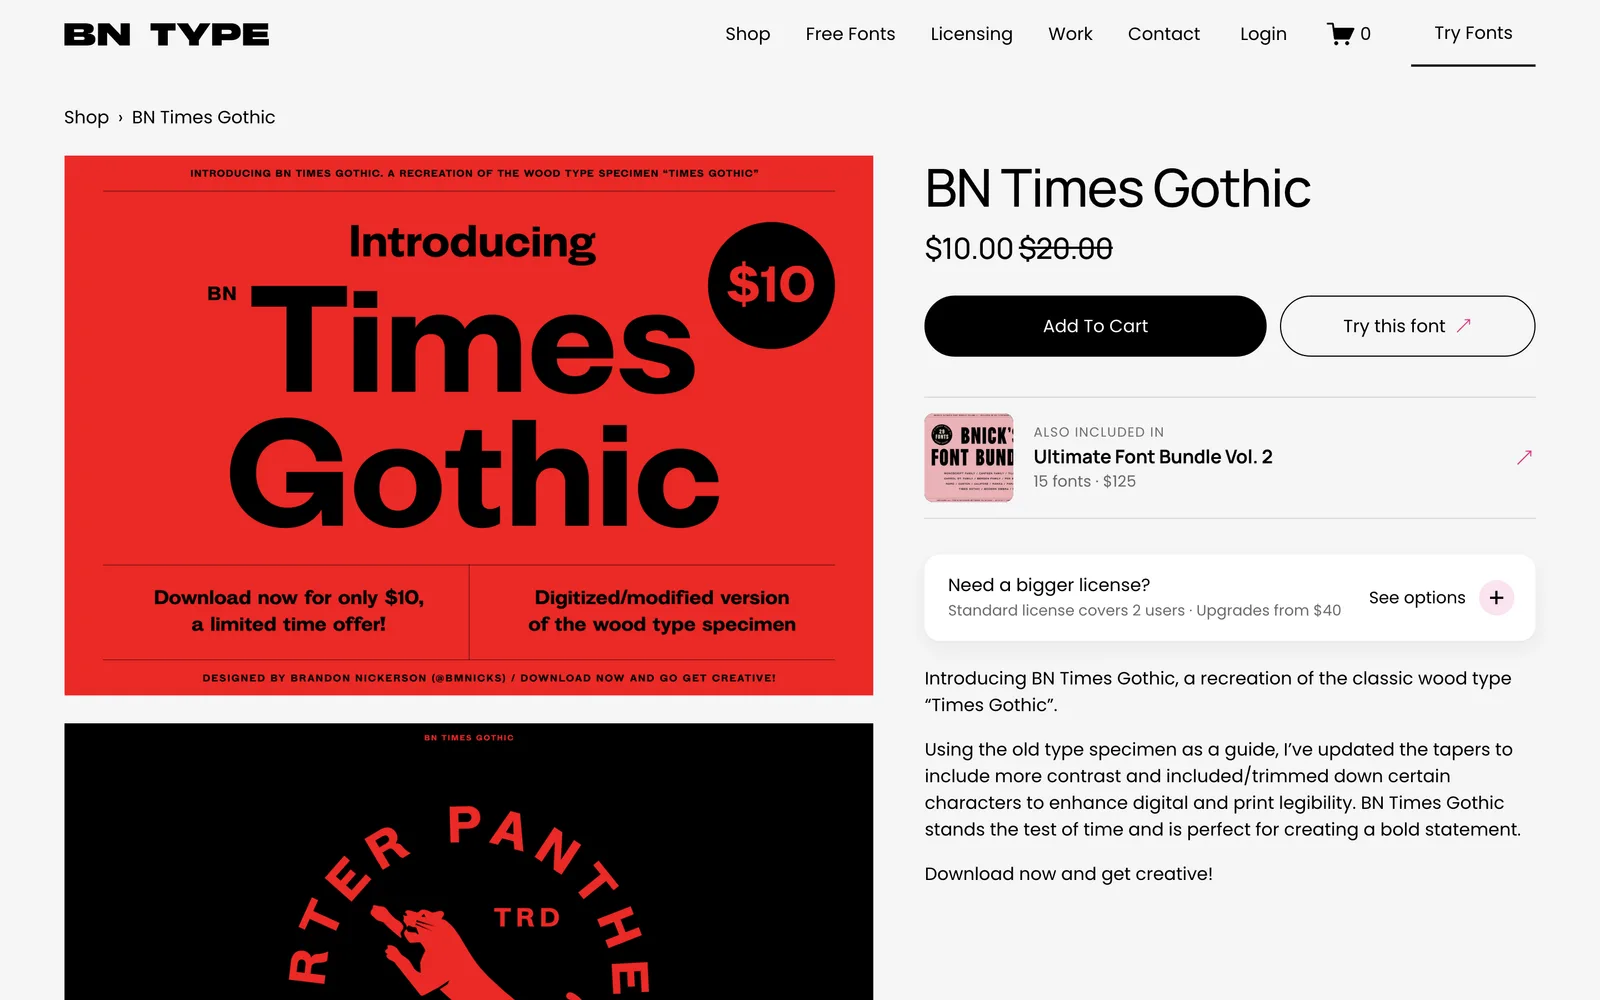 BN TYPE
Shop
Free Fonts
Licensing
Work
Contact
Login
0
Try Fonts
Shop › BN Times Gothic
INTRODUCING BN TIMES GOTHIC. A RECREATION OF THE WOOD TYPE SPECIMEN “TIMES GOTHIC”
Introducing
$10
BN Times
Gothic
Download now for only $10,
a limited time offer!
Digitized/modified version
of the wood type specimen
DESIGNED BY BRANDON NICKERSON (@BMNICKS) / DOWNLOAD NOW AND GO GET CREATIVE!
BN TIMES GOTHIC
RTER PANTHE
TRD
BN Times Gothic
$10.00 $20.00
Add To Cart
Try this font
BNICK'S
FONT BUND
ALSO INCLUDED IN
Ultimate Font Bundle Vol. 2
15 fonts · $125
Need a bigger license?
Standard license covers 2 users · Upgrades from $40
See options
Introducing BN Times Gothic, a recreation of the classic wood type
“Times Gothic”.
Using the old type specimen as a guide, I’ve updated the tapers to
include more contrast and included/trimmed down certain
characters to enhance digital and print legibility. BN Times Gothic
stands the test of time and is perfect for creating a bold statement.
Download now and get creative!